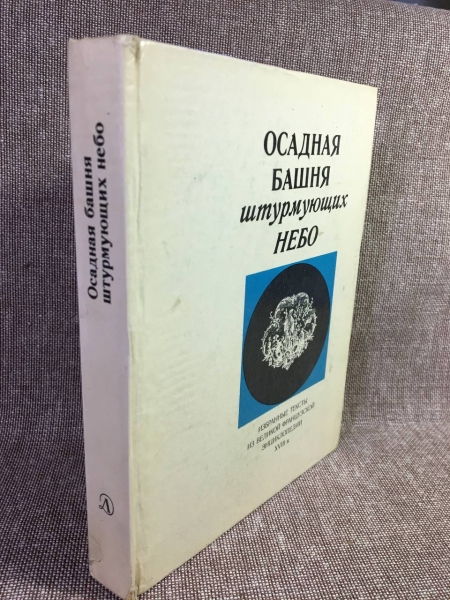 Осадная башня
штурмующих небо
ОСАДНАЯ
БАШНЯ
штурмующих
НЕБО
ИЗБРАННЫЕ ТЕКСТЫ
ИЗ ВЕЛИКОЙ ФРАНЦУЗСКОЙ
ЭНЦИКЛОПЕДИИ
XVIII в.